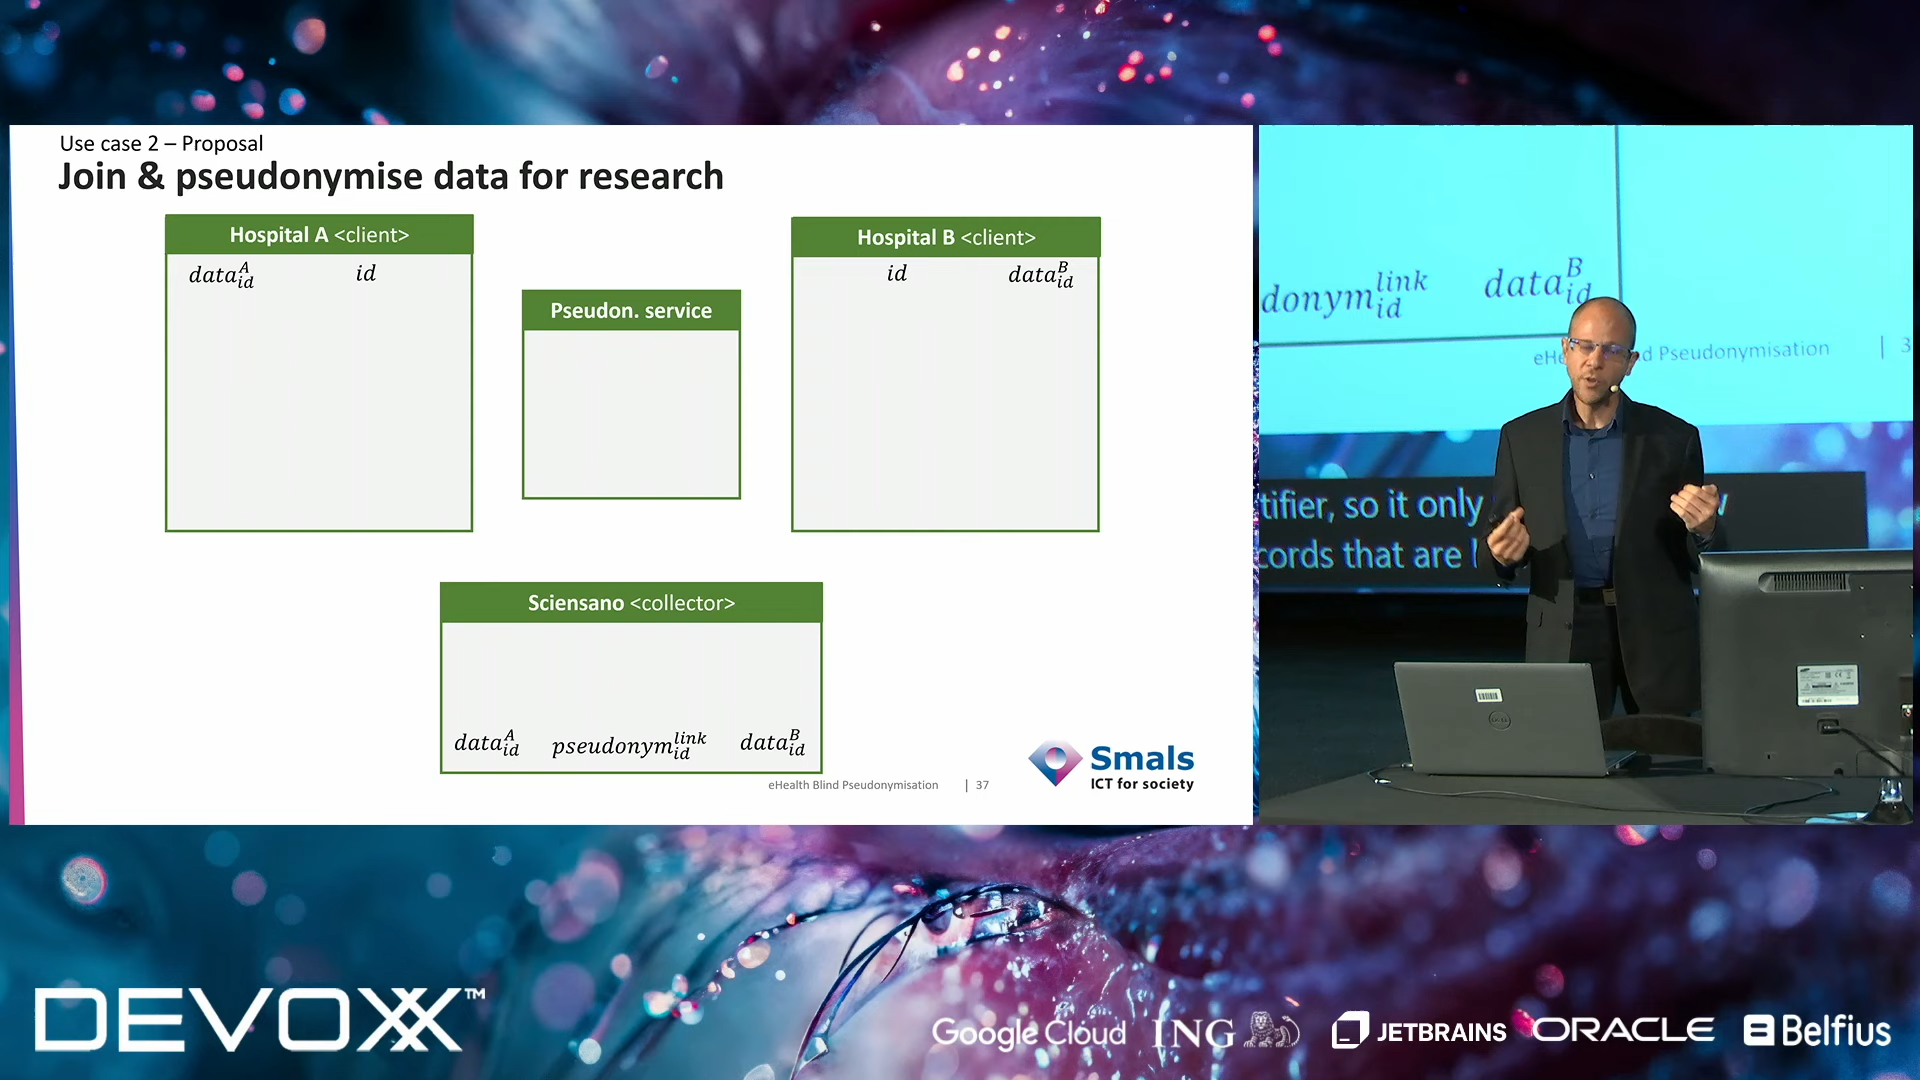 Use case 2 – Proposal
Join & pseudonymise data for research
Hospital A <client>
data^A_id id
Pseudon. service
Hospital B <client>
id data^B_id
Sciensano <collector>
data^A_id pseudonym^link_id data^B_id
eHealth Blind Pseudonymisation | 37
Smals
ICT for society
donym^link_id data^B_id
eHe d Pseudonymisation | 3
tifier, so it only
cords that are
DEVOXX™
Google Cloud ING JETBRAINS ORACLE Belfius